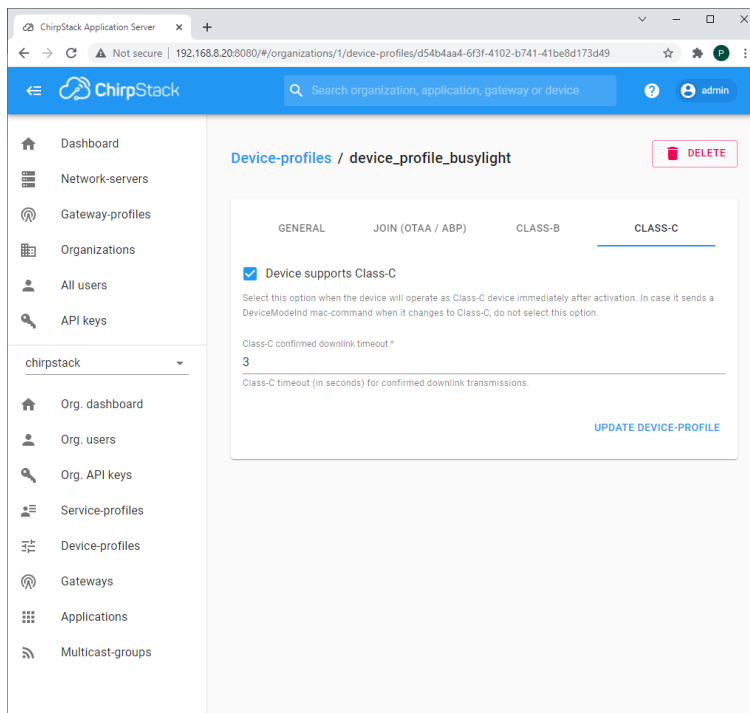 ChirpStack Application Server
Not secure
192.168.8.20:8080/#/organizations/1/device-profiles/d54b4aa4-6f3f-4102-b741-41be8d173d49
P
ChirpStack
Search organization, application, gateway or device
admin
Dashboard
Network-servers
Gateway-profiles
Organizations
All users
API keys
chirpstack
Org. dashboard
Org. users
Org. API keys
Service-profiles
Device-profiles
Gateways
Applications
Multicast-groups
Device-profiles / device_profile_busylight
DELETE
GENERAL JOIN (OTAA / ABP) CLASS-B CLASS-C
Device supports Class-C
Select this option when the device will operate as Class-C device immediately after activation. In case it sends a
DeviceModeInd mac-command when it changes to Class-C, do not select this option.
Class-C confirmed downlink timeout *
3
Class-C timeout (in seconds) for confirmed downlink transmissions.
UPDATE DEVICE-PROFILE